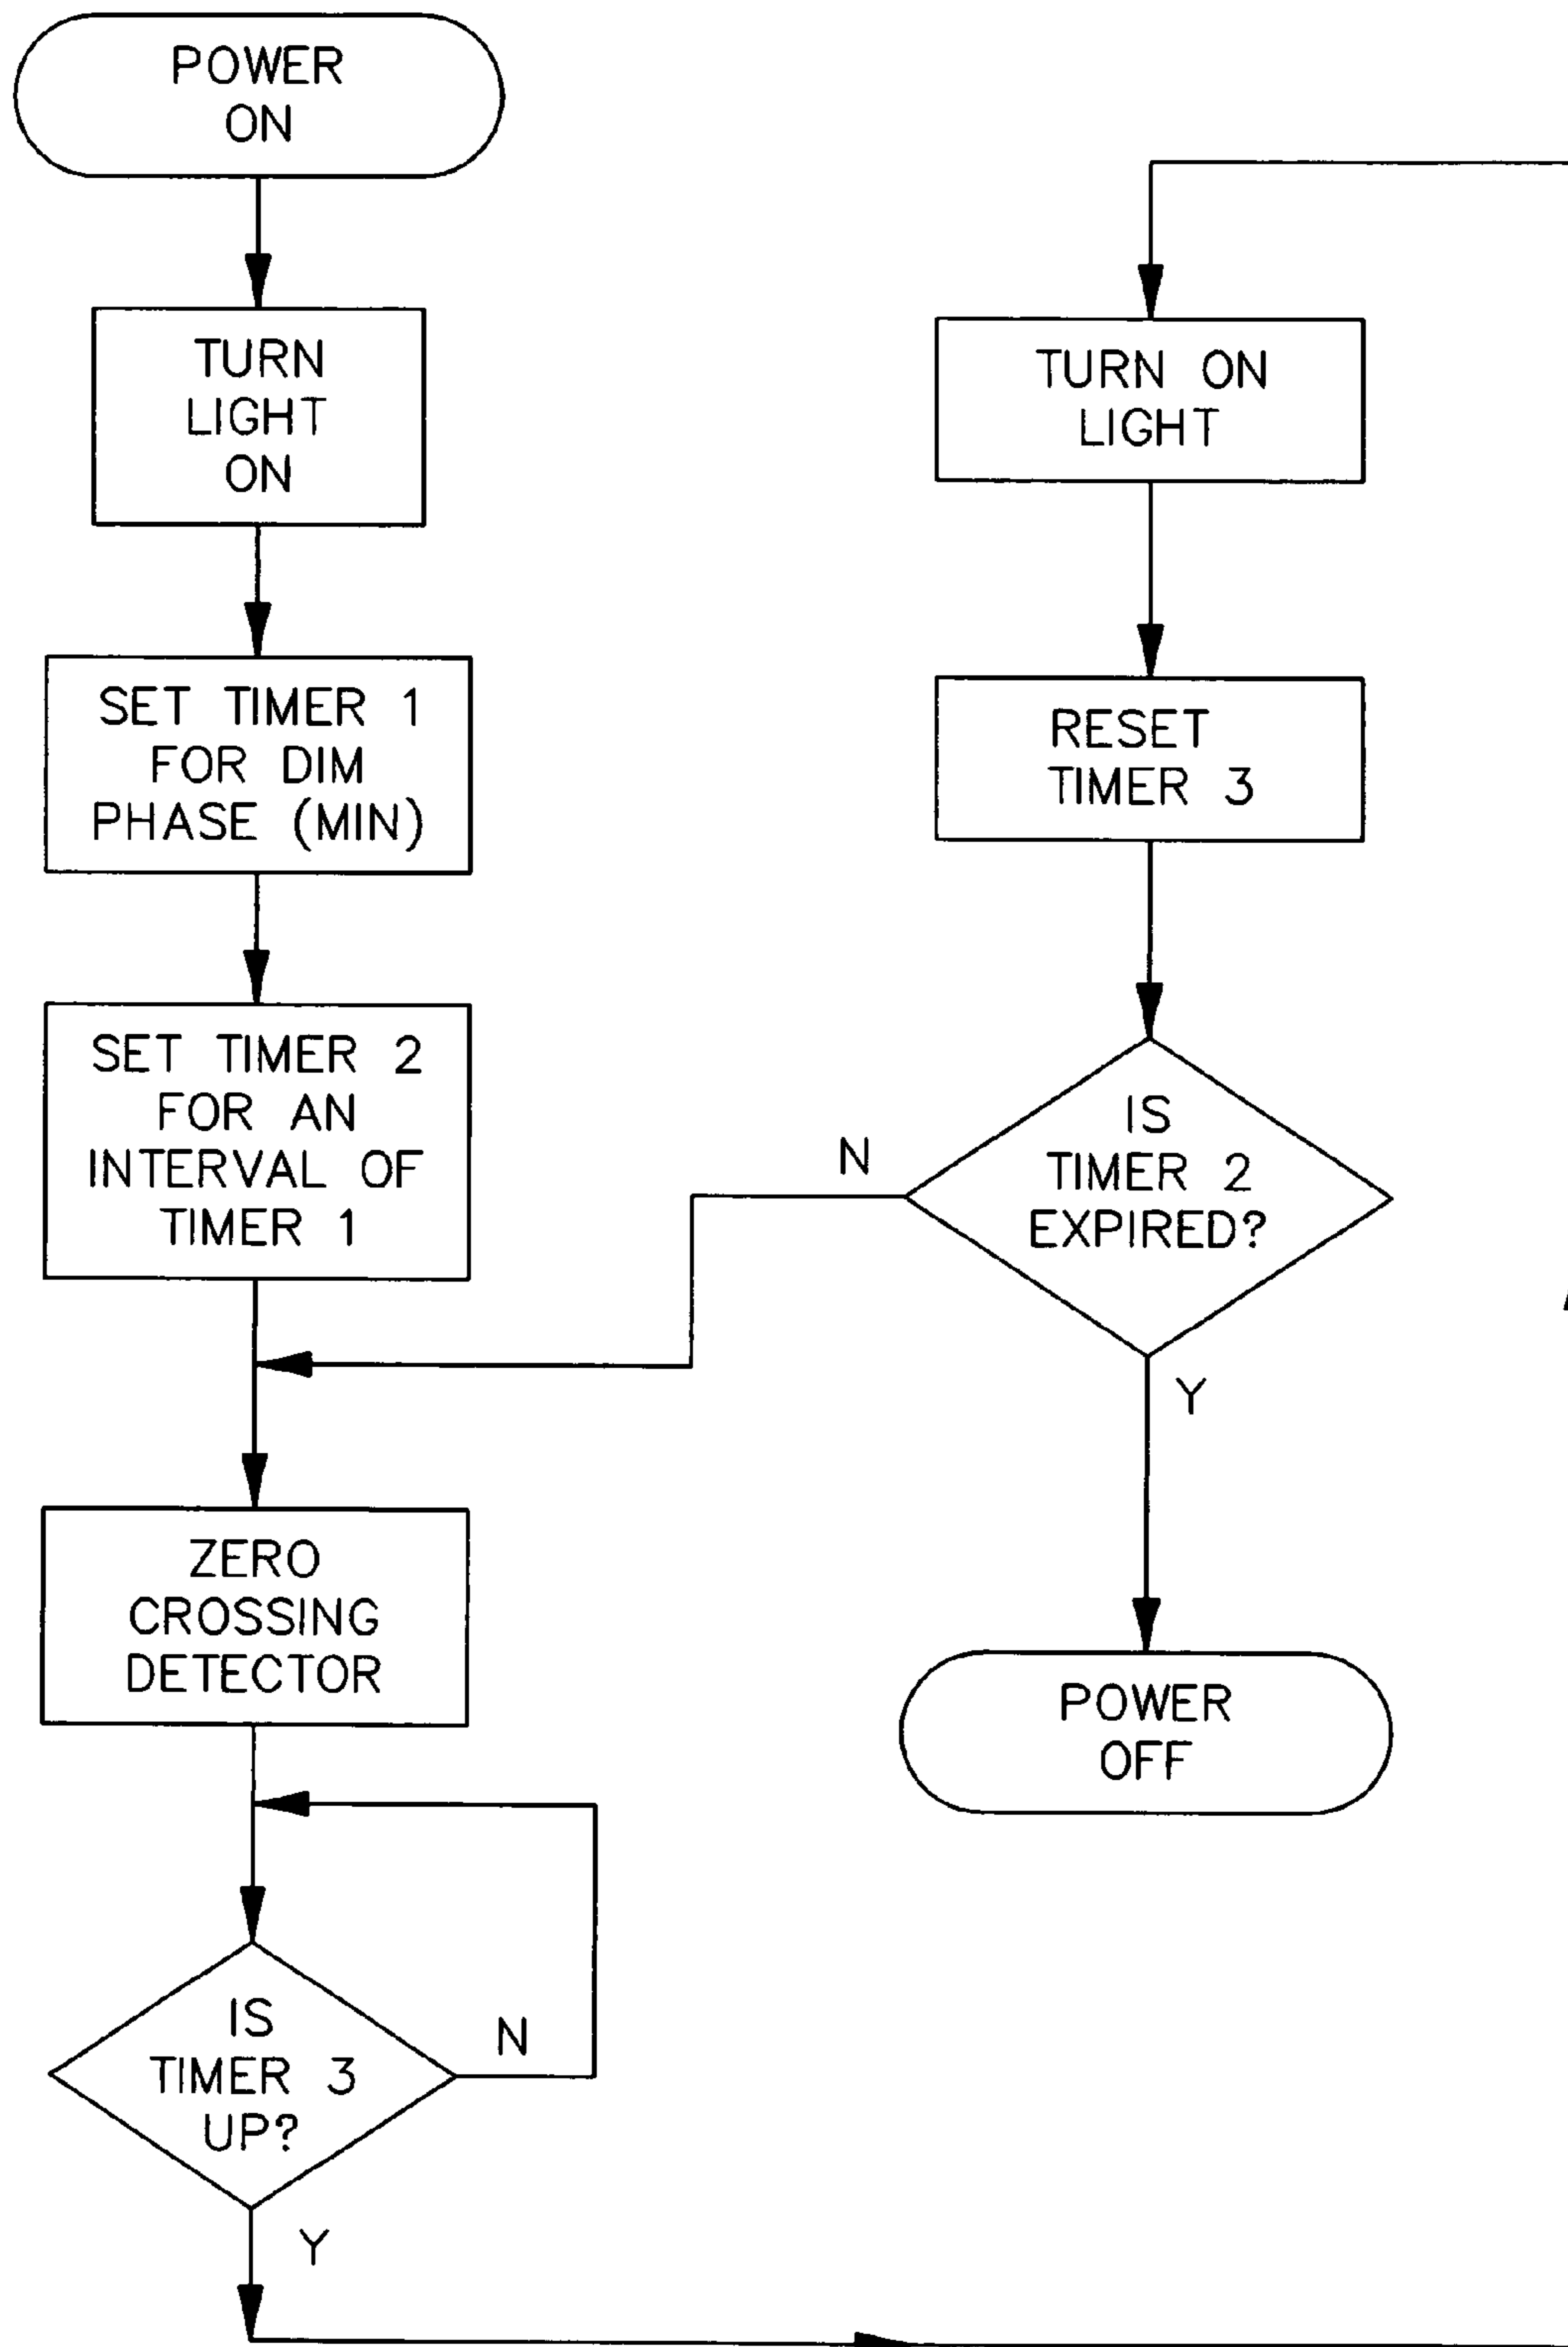 POWER
ON
TURN
LIGHT
ON
SET TIMER 1
FOR DIM
PHASE (MIN)
SET TIMER 2
FOR AN
INTERVAL OF
TIMER 1
ZERO
CROSSING
DETECTOR
IS
TIMER 3
UP?
N
Y
TURN ON
LIGHT
RESET
TIMER 3
IS
TIMER 2
EXPIRED?
N
Y
POWER
OFF